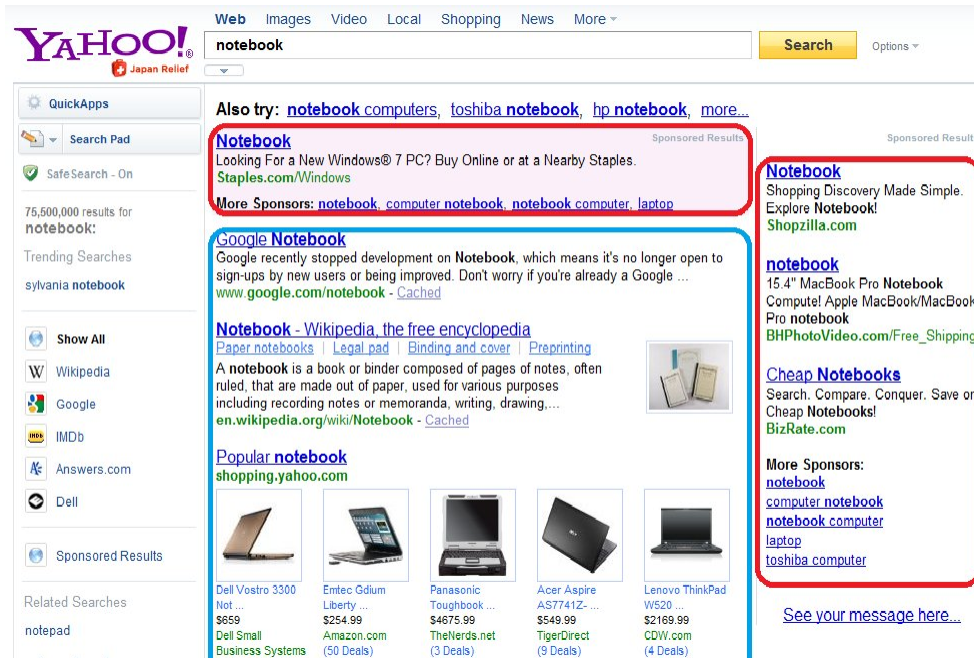 Web Images Video Local Shopping News More
YAHOO!®
Japan Relief
notebook
Search
Options
QuickApps
Search Pad
SafeSearch - On
75,500,000 results for
notebook:
Trending Searches
sylvania notebook
Show All
W Wikipedia
Google
IMDb IMDb
Answers.com
Dell
Sponsored Results
Related Searches
notepad
Also try: notebook computers, toshiba notebook, hp notebook, more...
Notebook
Sponsored Results
Looking For a New Windows® 7 PC? Buy Online or at a Nearby Staples.
Staples.com/Windows
More Sponsors: notebook, computer notebook, notebook computer, laptop
Google Notebook
Google recently stopped development on Notebook, which means it's no longer open to
sign-ups by new users or being improved. Don't worry if you're already a Google ...
www.google.com/notebook - Cached
Notebook - Wikipedia, the free encyclopedia
Paper notebooks | Legal pad | Binding and cover | Preprinting
A notebook is a book or binder composed of pages of notes, often
ruled, that are made out of paper, used for various purposes
including recording notes or memoranda, writing, drawing,...
en.wikipedia.org/wiki/Notebook - Cached
Popular notebook
shopping.yahoo.com
Dell Vostro 3300
Not ...
$659
Dell Small
Business Systems
Emtec Gdium
Liberty ...
$254.99
Amazon.com
(50 Deals)
Panasonic
Toughbook ...
$4675.99
TheNerds.net
(3 Deals)
Acer Aspire
AS7741Z- ...
$549.99
TigerDirect
(9 Deals)
Lenovo ThinkPad
W520 ...
$2169.99
CDW.com
(4 Deals)
Sponsored Result
Notebook
Shopping Discovery Made Simple.
Explore Notebook!
Shopzilla.com
notebook
15.4" MacBook Pro Notebook
Compute! Apple MacBook/MacBook
Pro notebook
BHPhotoVideo.com/Free_Shipping
Cheap Notebooks
Search. Compare. Conquer. Save on
Cheap Notebooks!
BizRate.com
More Sponsors:
notebook
computer notebook
notebook computer
laptop
toshiba computer
See your message here...